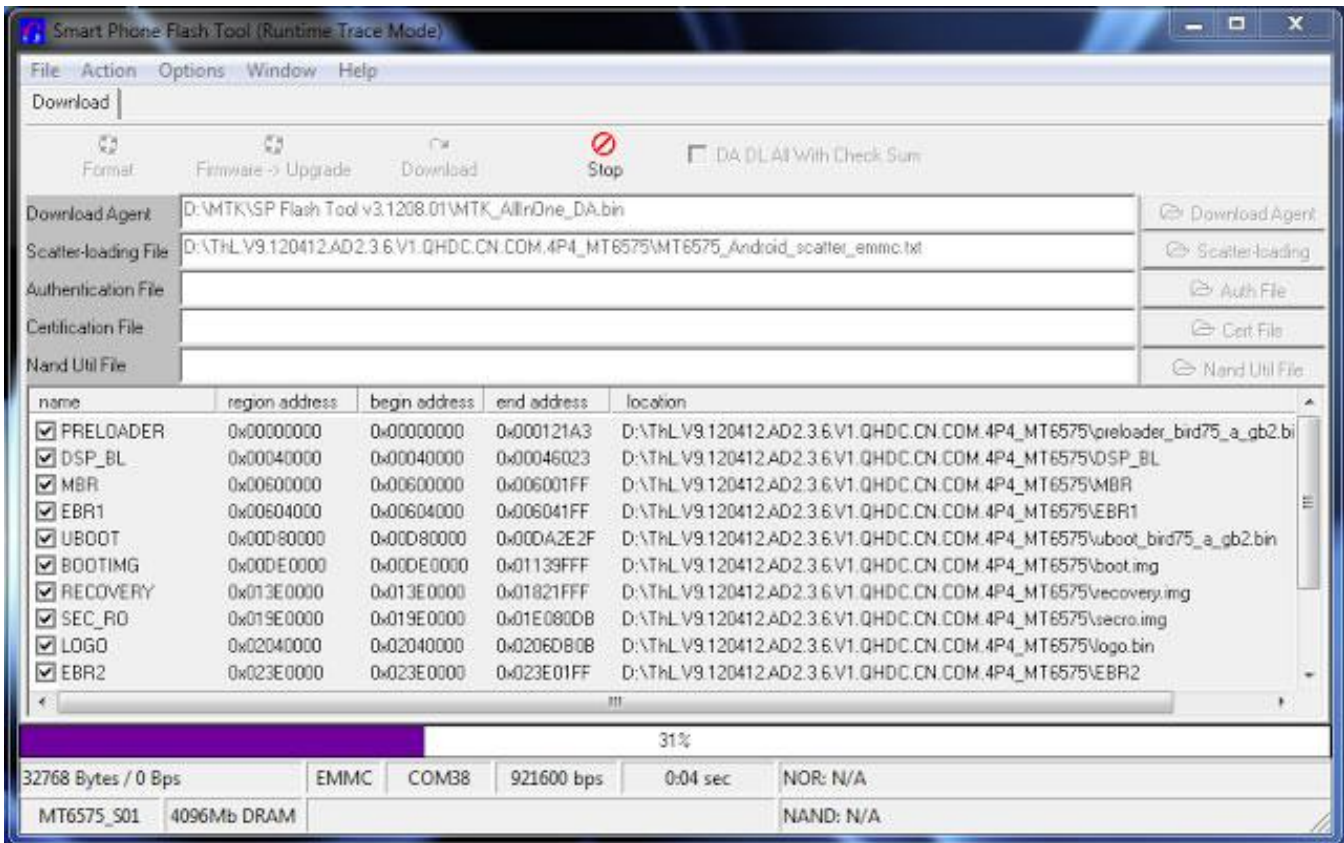 Smart Phone Flash Tool (Runtime Trace Mode)
File Action Options Window Help
Download
Format Firmware -> Upgrade Download Stop DA DL All With Check Sum
Download Agent D:\MTK\SP Flash Tool v3.1208.01\MTK_AllInOne_DA.bin Download Agent
Scatter-loading File D:\ThL.V9.120412.AD2.3.6.V1.QHDC.CN.COM.4P4_MT6575\MT6575_Android_scatter_emmc.txt Scatter-loading
Authentication File Auth File
Certification File Cert File
Nand Util File Nand Util File
name region address begin address end address location
PRELOADER 0x00000000 0x00000000 0x000121A3 D:\ThL.V9.120412.AD2.3.6.V1.QHDC.CN.COM.4P4_MT6575\preloader_bird75_a_gb2.bi
DSP_BL 0x00040000 0x00040000 0x00046023 D:\ThL.V9.120412.AD2.3.6.V1.QHDC.CN.COM.4P4_MT6575\DSP_BL
MBR 0x00600000 0x00600000 0x006001FF D:\ThL.V9.120412.AD2.3.6.V1.QHDC.CN.COM.4P4_MT6575\MBR
EBR1 0x00604000 0x00604000 0x006041FF D:\ThL.V9.120412.AD2.3.6.V1.QHDC.CN.COM.4P4_MT6575\EBR1
UBOOT 0x00D80000 0x00D80000 0x00DA2E2F D:\ThL.V9.120412.AD2.3.6.V1.QHDC.CN.COM.4P4_MT6575\uboot_bird75_a_gb2.bin
BOOTIMG 0x00DE0000 0x00DE0000 0x01139FFF D:\ThL.V9.120412.AD2.3.6.V1.QHDC.CN.COM.4P4_MT6575\boot.img
RECOVERY 0x013E0000 0x013E0000 0x01821FFF D:\ThL.V9.120412.AD2.3.6.V1.QHDC.CN.COM.4P4_MT6575\recovery.img
SEC_RO 0x019E0000 0x019E0000 0x01E080DB D:\ThL.V9.120412.AD2.3.6.V1.QHDC.CN.COM.4P4_MT6575\secro.img
LOGO 0x02040000 0x02040000 0x0206DB0B D:\ThL.V9.120412.AD2.3.6.V1.QHDC.CN.COM.4P4_MT6575\logo.bin
EBR2 0x023E0000 0x023E0000 0x023E01FF D:\ThL.V9.120412.AD2.3.6.V1.QHDC.CN.COM.4P4_MT6575\EBR2
31%
32768 Bytes / 0 Bps EMMC COM38 921600 bps 0:04 sec NOR: N/A
MT6575_S01 4096Mb DRAM NAND: N/A